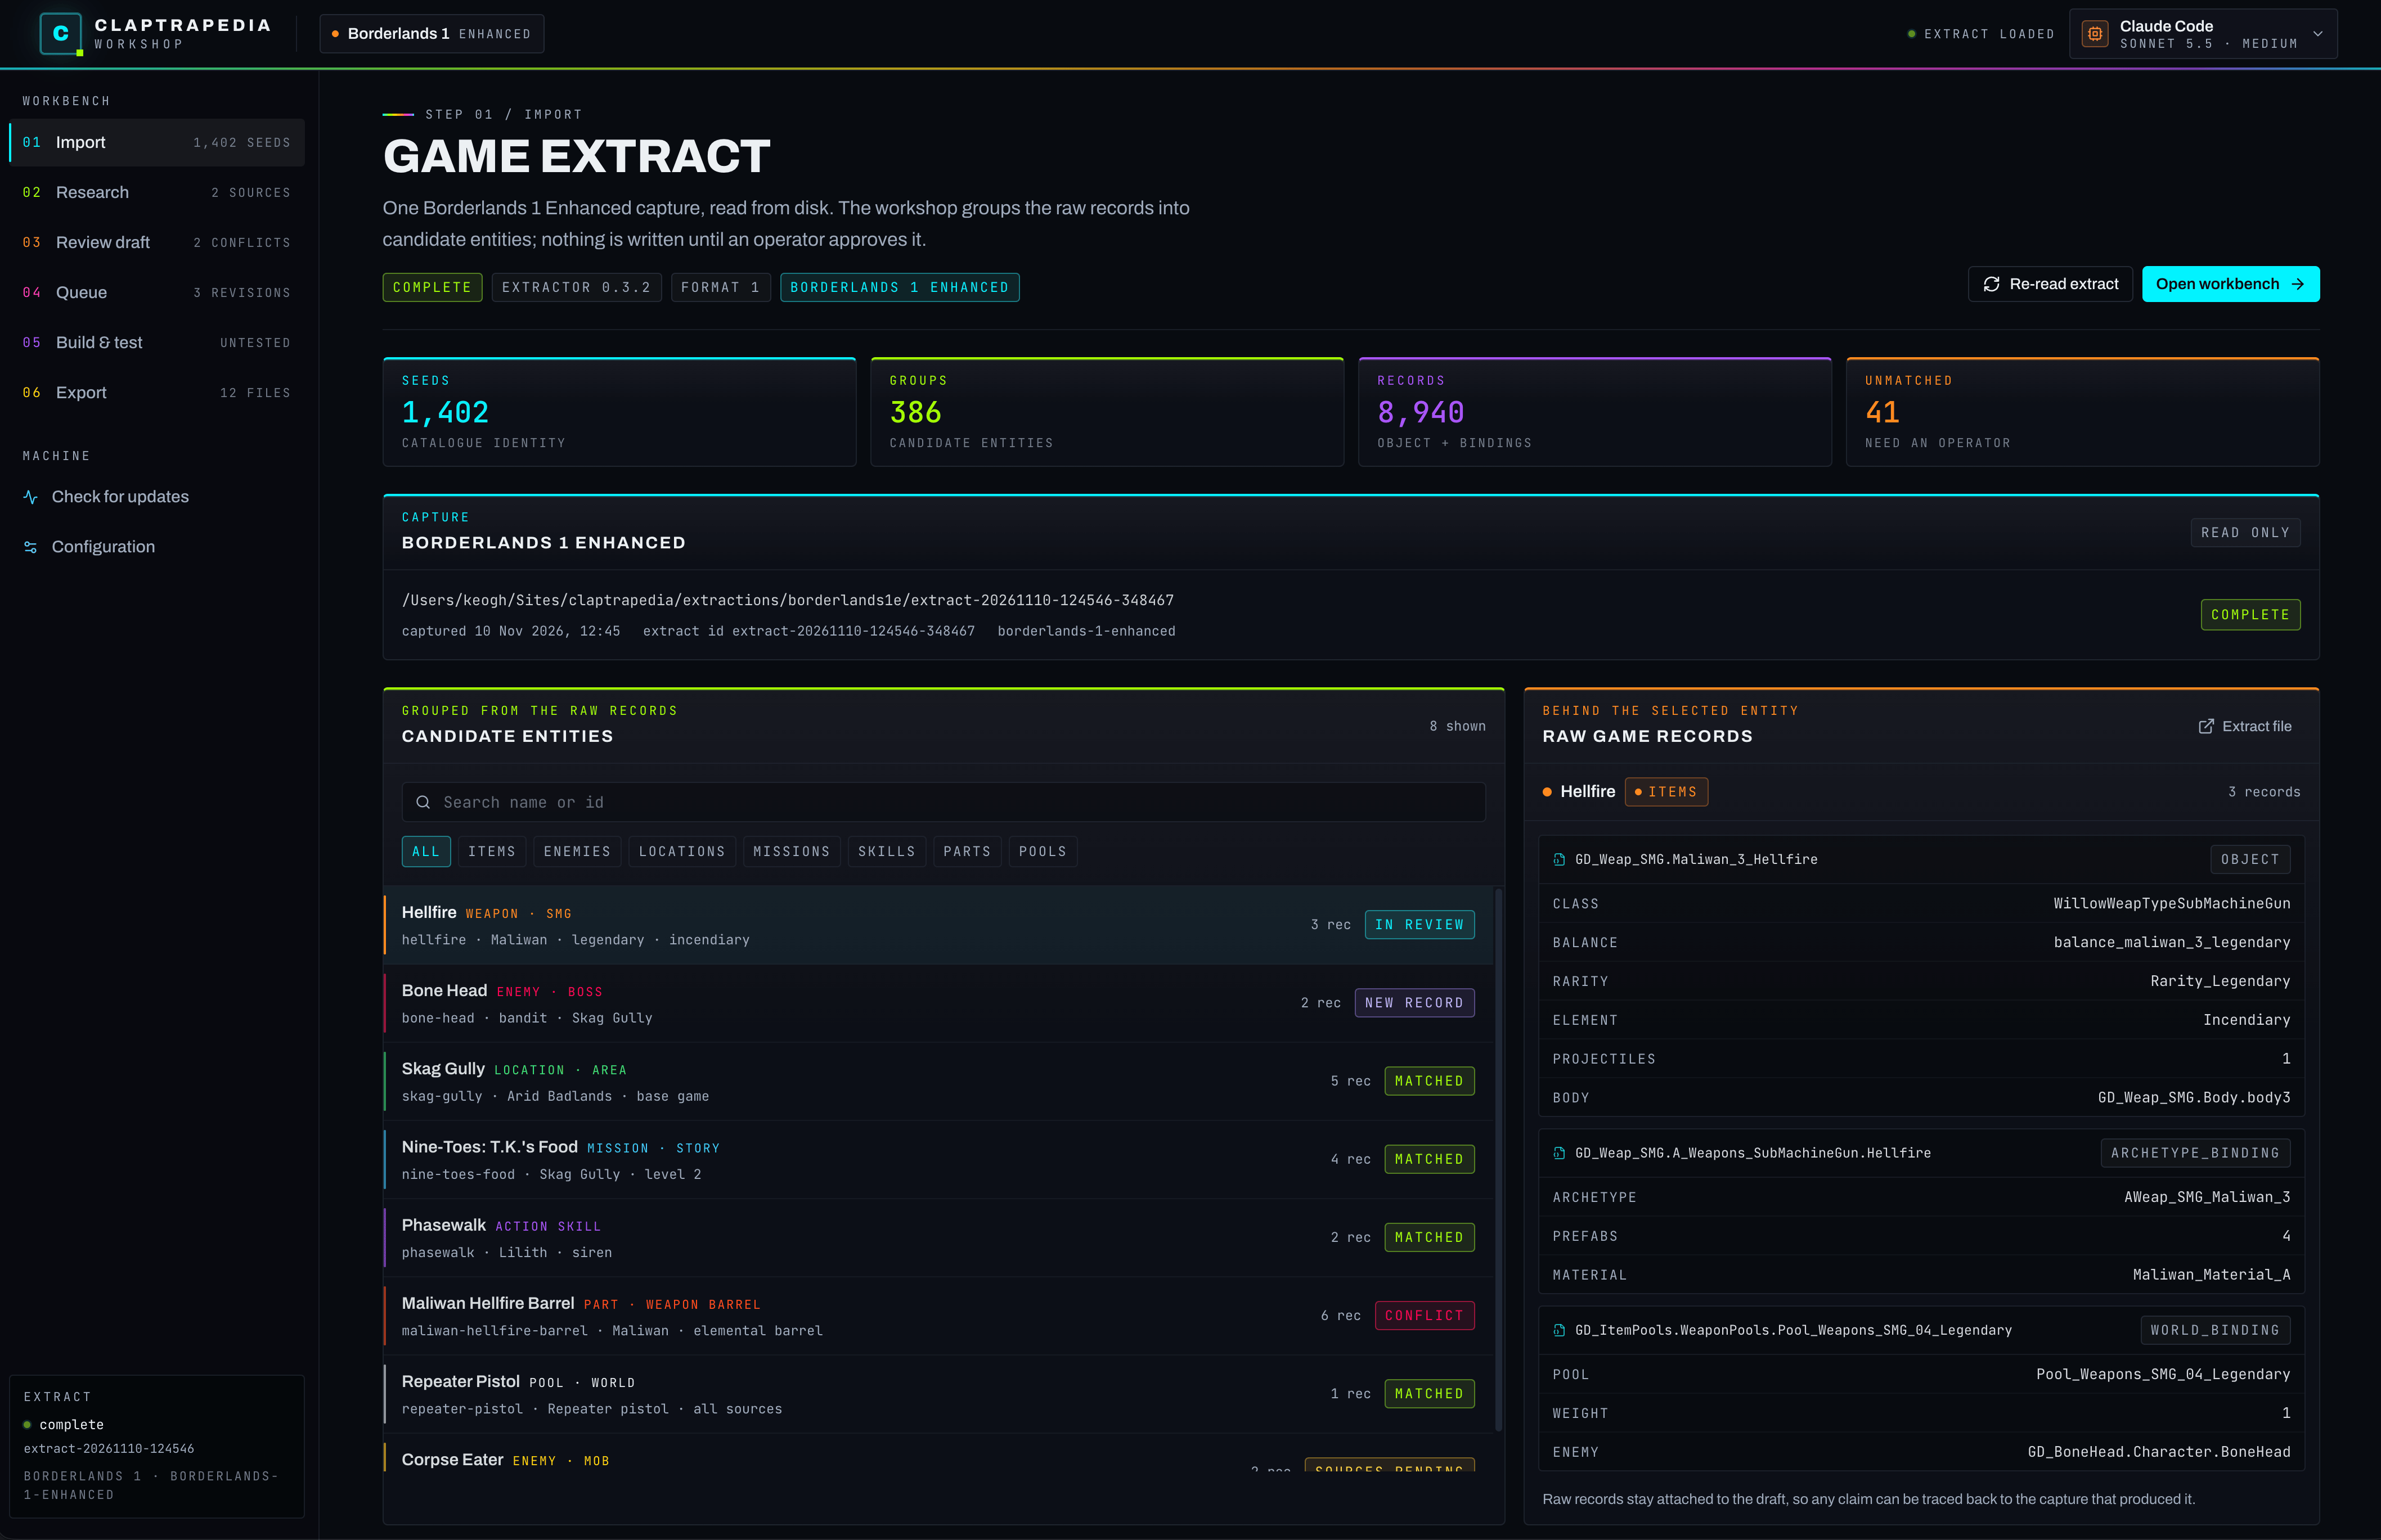 C
CLAPTRAPEDIA
WORKSHOP
Borderlands 1 ENHANCED
EXTRACT LOADED
Claude Code
SONNET 5.5 · MEDIUM
WORKBENCH
01 Import 1,402 SEEDS
02 Research 2 SOURCES
03 Review draft 2 CONFLICTS
04 Queue 3 REVISIONS
05 Build & test UNTESTED
06 Export 12 FILES
MACHINE
Check for updates
Configuration
EXTRACT
complete
extract-20261110-124546
BORDERLANDS 1 · BORDERLANDS-
1-ENHANCED
STEP 01 / IMPORT
GAME EXTRACT
One Borderlands 1 Enhanced capture, read from disk. The workshop groups the raw records into
candidate entities; nothing is written until an operator approves it.
COMPLETE EXTRACTOR 0.3.2 FORMAT 1 BORDERLANDS 1 ENHANCED
Re-read extract Open workbench
SEEDS
1,402
CATALOGUE IDENTITY
GROUPS
386
CANDIDATE ENTITIES
RECORDS
8,940
OBJECT + BINDINGS
UNMATCHED
41
NEED AN OPERATOR
CAPTURE
BORDERLANDS 1 ENHANCED
READ ONLY
/Users/keogh/Sites/claptrapedia/extractions/borderlands1e/extract-20261110-124546-348467
captured 10 Nov 2026, 12:45 extract id extract-20261110-124546-348467 borderlands-1-enhanced
COMPLETE
GROUPED FROM THE RAW RECORDS
CANDIDATE ENTITIES
8 shown
Search name or id
ALL ITEMS ENEMIES LOCATIONS MISSIONS SKILLS PARTS POOLS
Hellfire WEAPON · SMG
hellfire · Maliwan · legendary · incendiary
3 rec IN REVIEW
Bone Head ENEMY · BOSS
bone-head · bandit · Skag Gully
2 rec NEW RECORD
Skag Gully LOCATION · AREA
skag-gully · Arid Badlands · base game
5 rec MATCHED
Nine-Toes: T.K.'s Food MISSION · STORY
nine-toes-food · Skag Gully · level 2
4 rec MATCHED
Phasewalk ACTION SKILL
phasewalk · Lilith · siren
2 rec MATCHED
Maliwan Hellfire Barrel PART · WEAPON BARREL
maliwan-hellfire-barrel · Maliwan · elemental barrel
6 rec CONFLICT
Repeater Pistol POOL · WORLD
repeater-pistol · Repeater pistol · all sources
1 rec MATCHED
Corpse Eater ENEMY · MOB
2 rec SOURCES PENDING
BEHIND THE SELECTED ENTITY
RAW GAME RECORDS
Extract file
Hellfire ITEMS
3 records
GD_Weap_SMG.Maliwan_3_Hellfire OBJECT
CLASS WillowWeapTypeSubMachineGun
BALANCE balance_maliwan_3_legendary
RARITY Rarity_Legendary
ELEMENT Incendiary
PROJECTILES 1
BODY GD_Weap_SMG.Body.body3
GD_Weap_SMG.A_Weapons_SubMachineGun.Hellfire ARCHETYPE_BINDING
ARCHETYPE AWeap_SMG_Maliwan_3
PREFABS 4
MATERIAL Maliwan_Material_A
GD_ItemPools.WeaponPools.Pool_Weapons_SMG_04_Legendary WORLD_BINDING
POOL Pool_Weapons_SMG_04_Legendary
WEIGHT 1
ENEMY GD_BoneHead.Character.BoneHead
Raw records stay attached to the draft, so any claim can be traced back to the capture that produced it.